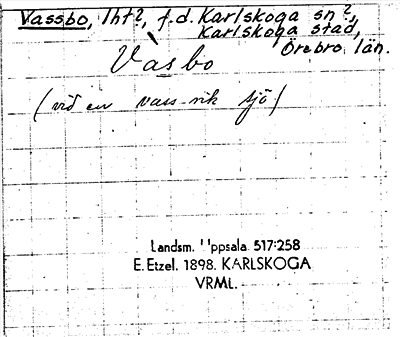 Vassbo, lht?, f.d. Karlskoga sn?,
Karlskoga stad,
Örebro län.
Vàsbo
(vid en vass-rik sjö)
Landsm. Uppsala 517:258
E. Etzel. 1898. KARLSKOGA
VRML.